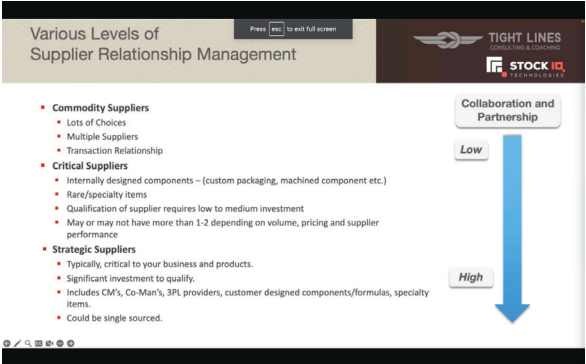 Various Levels of
Supplier Relationship Management
Press esc to exit full screen
TIGHT LINES
CONSULTING & COACHING
STOCK IQ
TECHNOLOGIES
Commodity Suppliers
Lots of Choices
Multiple Suppliers
Transaction Relationship
Critical Suppliers
Internally designed components – (custom packaging, machined component etc.)
Rare/specialty items
Qualification of supplier requires low to medium investment
May or may not have more than 1-2 depending on volume, pricing and supplier
performance
Strategic Suppliers
Typically, critical to your business and products.
Significant investment to qualify.
Includes CM's, Co-Man's, 3PL providers, customer designed components/formulas, specialty
items.
Could be single sourced.
Collaboration and
Partnership
Low
High